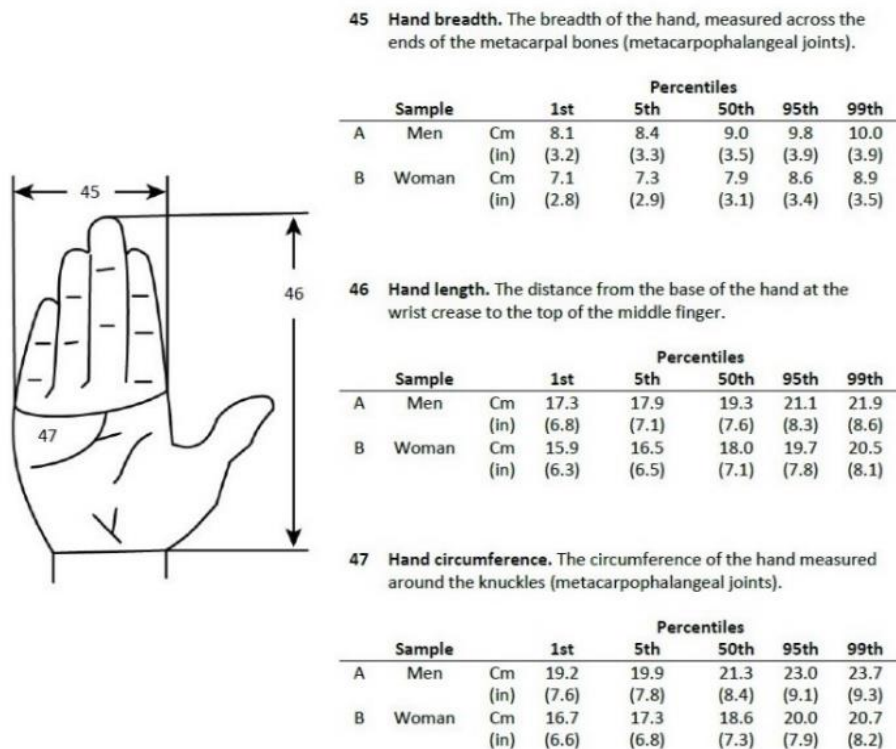 45 Hand breadth. The breadth of the hand, measured across the
ends of the metacarpal bones (metacarpophalangeal joints).
Percentiles
Sample 1st 5th 50th 95th 99th
A Men Cm 8.1 8.4 9.0 9.8 10.0
(in) (3.2) (3.3) (3.5) (3.9) (3.9)
B Woman Cm 7.1 7.3 7.9 8.6 8.9
(in) (2.8) (2.9) (3.1) (3.4) (3.5)
45
46
47
46 Hand length. The distance from the base of the hand at the
wrist crease to the top of the middle finger.
Percentiles
Sample 1st 5th 50th 95th 99th
A Men Cm 17.3 17.9 19.3 21.1 21.9
(in) (6.8) (7.1) (7.6) (8.3) (8.6)
B Woman Cm 15.9 16.5 18.0 19.7 20.5
(in) (6.3) (6.5) (7.1) (7.8) (8.1)
47 Hand circumference. The circumference of the hand measured
around the knuckles (metacarpophalangeal joints).
Percentiles
Sample 1st 5th 50th 95th 99th
A Men Cm 19.2 19.9 21.3 23.0 23.7
(in) (7.6) (7.8) (8.4) (9.1) (9.3)
B Woman Cm 16.7 17.3 18.6 20.0 20.7
(in) (6.6) (6.8) (7.3) (7.9) (8.2)